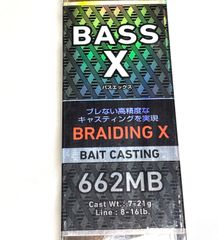 BASS
X
バスエックス
ブレない高精度な
キャスティングを実現
BRAIDING X
BAIT CASTING
662MB
Cast Wt. : 7-21g
Line : 8-16lb.